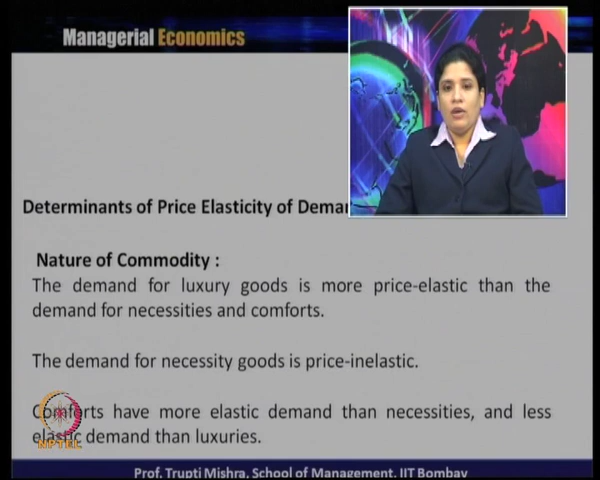 Managerial Economics
Determinants of Price Elasticity of
Nature of Commodity :
The demand for luxury goods is more price-elastic than the
demand for necessities and comforts.
The demand for necessity goods is price-inelastic.
Comforts have more elastic demand than necessities, and less
elastic demand than luxuries.
NPTEL
Prof. Trupti Mishra, School of Management, IIT Bombay